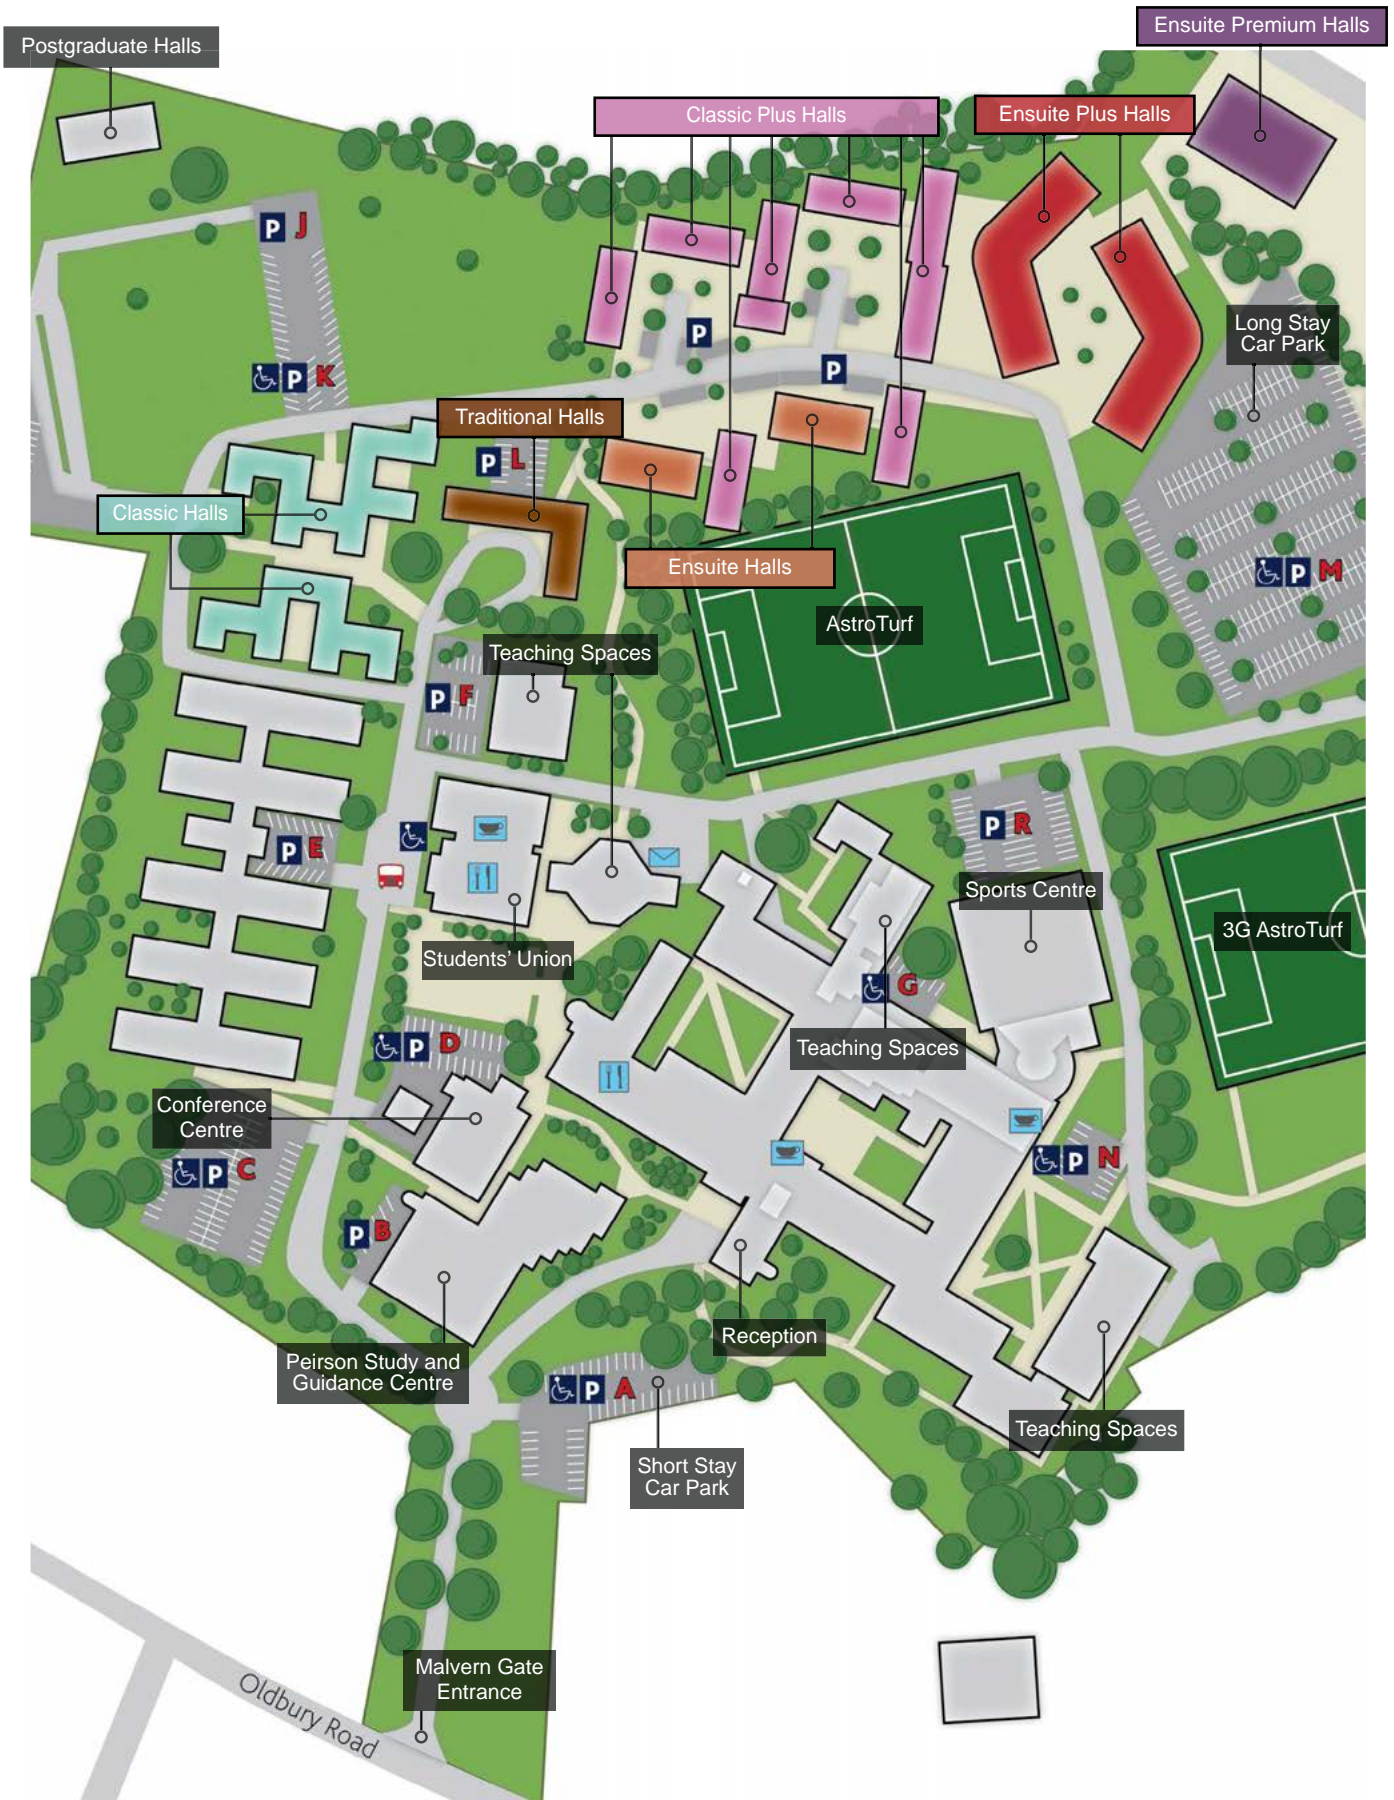 Ensuite Premium Halls
Postgraduate Halls
Classic Plus Halls
Ensuite Plus Halls
P J
Long Stay
Car Park
P
P
P K
Traditional Halls
P L
Classic Halls
Ensuite Halls
P M
AstroTurf
Teaching Spaces
P F
P R
P E
Sports Centre
3G AstroTurf
Students' Union
G
P D
Teaching Spaces
Conference
Centre
P C
P N
P B
Reception
Peirson Study and
Guidance Centre
P A
Teaching Spaces
Short Stay
Car Park
Malvern Gate
Entrance
Oldbury Road